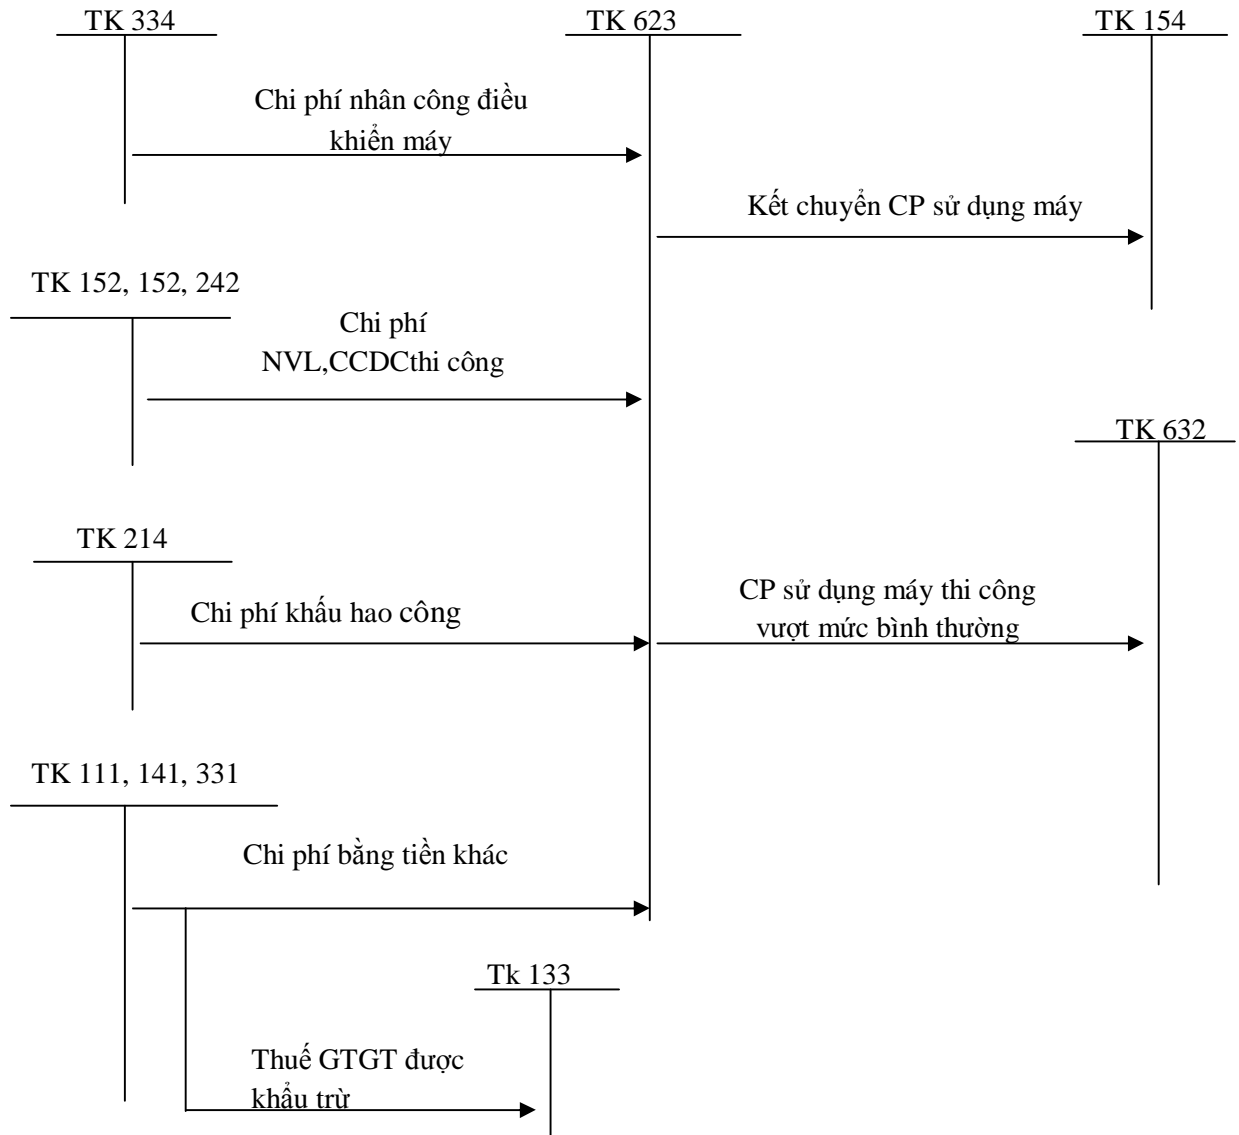 TK 334
TK 623
TK 154
Chi phí nhân công điều
khiển máy
Kết chuyển CP sử dụng máy
TK 152, 152, 242
Chi phí
NVL,CCDCthi công
TK 632
TK 214
Chi phí khấu hao công
CP sử dụng máy thi công
vượt mức bình thường
TK 111, 141, 331
Chi phí bằng tiền khác
Tk 133
Thuế GTGT được
khẩu trừ